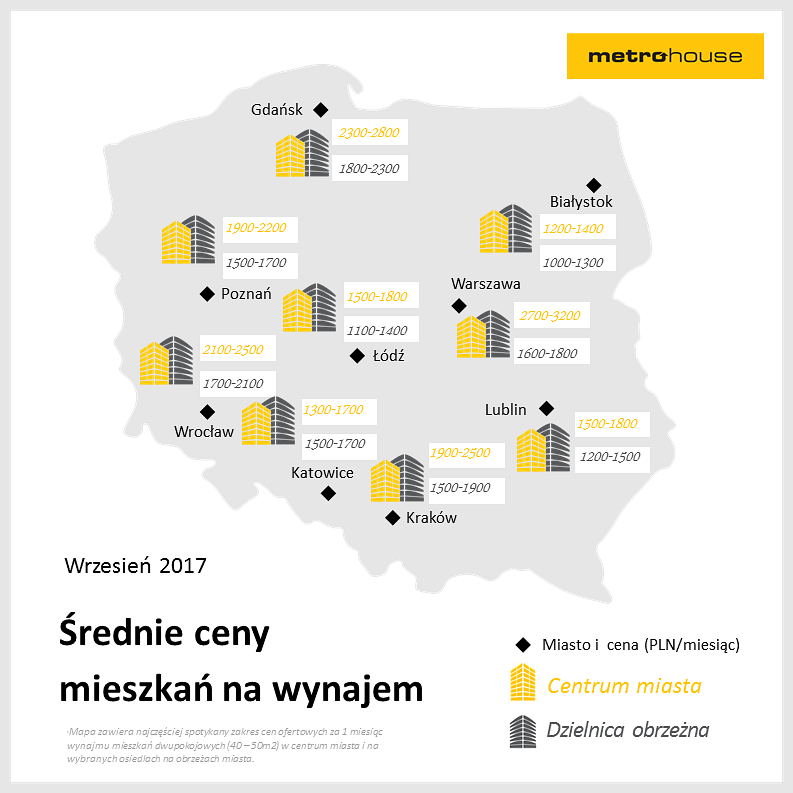 metrohouse
Gdańsk
2300-2800
1800-2300
Białystok
1200-1400
1000-1300
1900-2200
1500-1700
Poznań
Warszawa
2700-3200
1600-1800
1500-1800
1100-1400
Łódź
2100-2500
1700-2100
Wrocław
1300-1700
1500-1700
Katowice
Lublin
1500-1800
1200-1500
1900-2500
1500-1900
Kraków
Wrzesień 2017
Średnie ceny
mieszkań na wynajem
·Mapa zawiera najczęściej spotykany zakres cen ofertowych za 1 miesiąc
wynajmu mieszkań dwupokojowych (40 – 50m2) w centrum miasta i na
wybranych osiedlach na obrzeżach miasta.
Miasto i cena (PLN/miesiąc)
Centrum miasta
Dzielnica obrzeżna